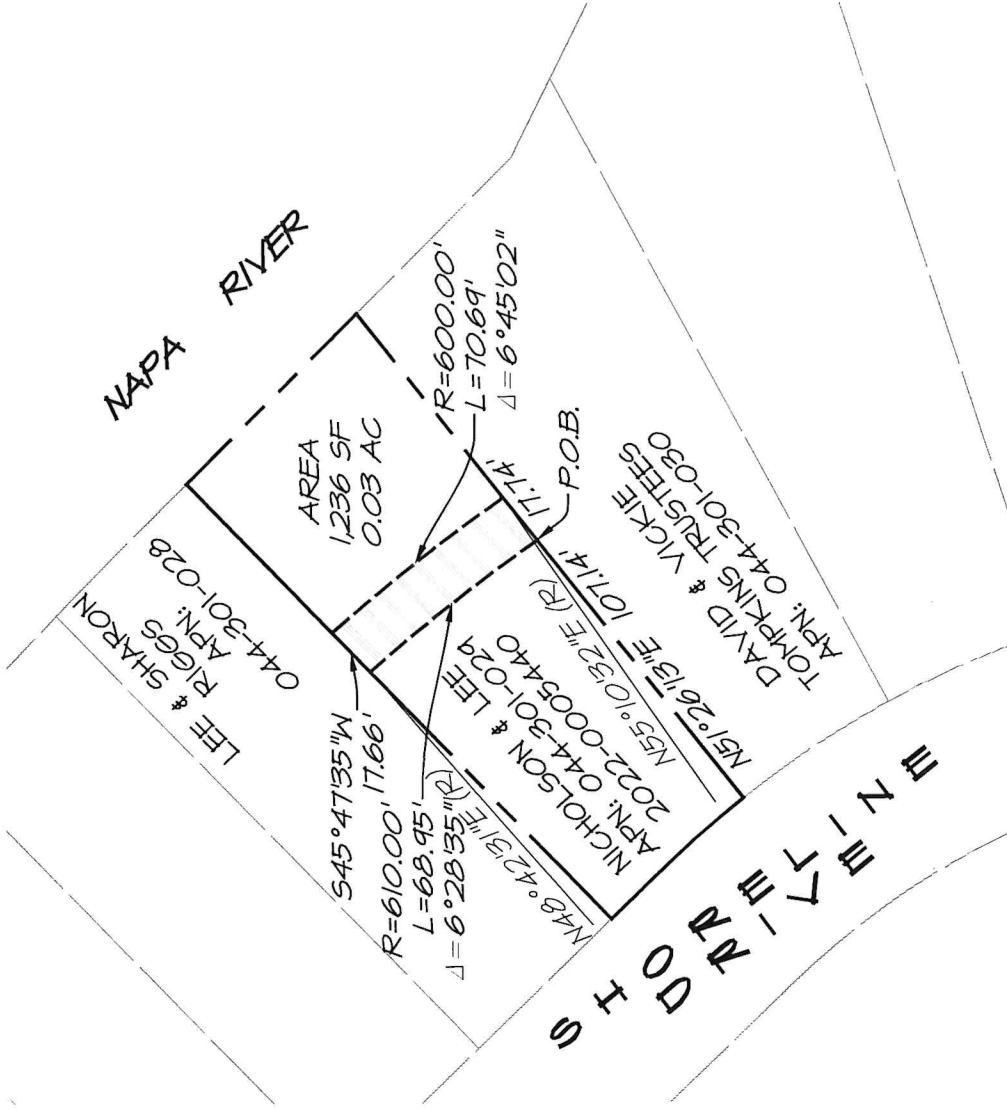 NAPA RIVER
LEE & SHARON
RIGGS
APN:
044-301-028
AREA
1,236 SF
0.03 AC
R=600.00'
L=70.69'
Δ= 6°45'02"
S45°47'35"W
17.66'
R=610.00'
L=68.95'
Δ= 6°28'35"
N48°42'31"E (R)
NICHOLSON & LEE
APN: 044-301-029
2022-0005440
N55°10'32"E (R)
N51°26'13"E 107.14'
17.74'
P.O.B.
DAVID & VICKIE
TOMPKINS TRUSTEES
APN: 044-301-030
SHORELINE
DRIVE